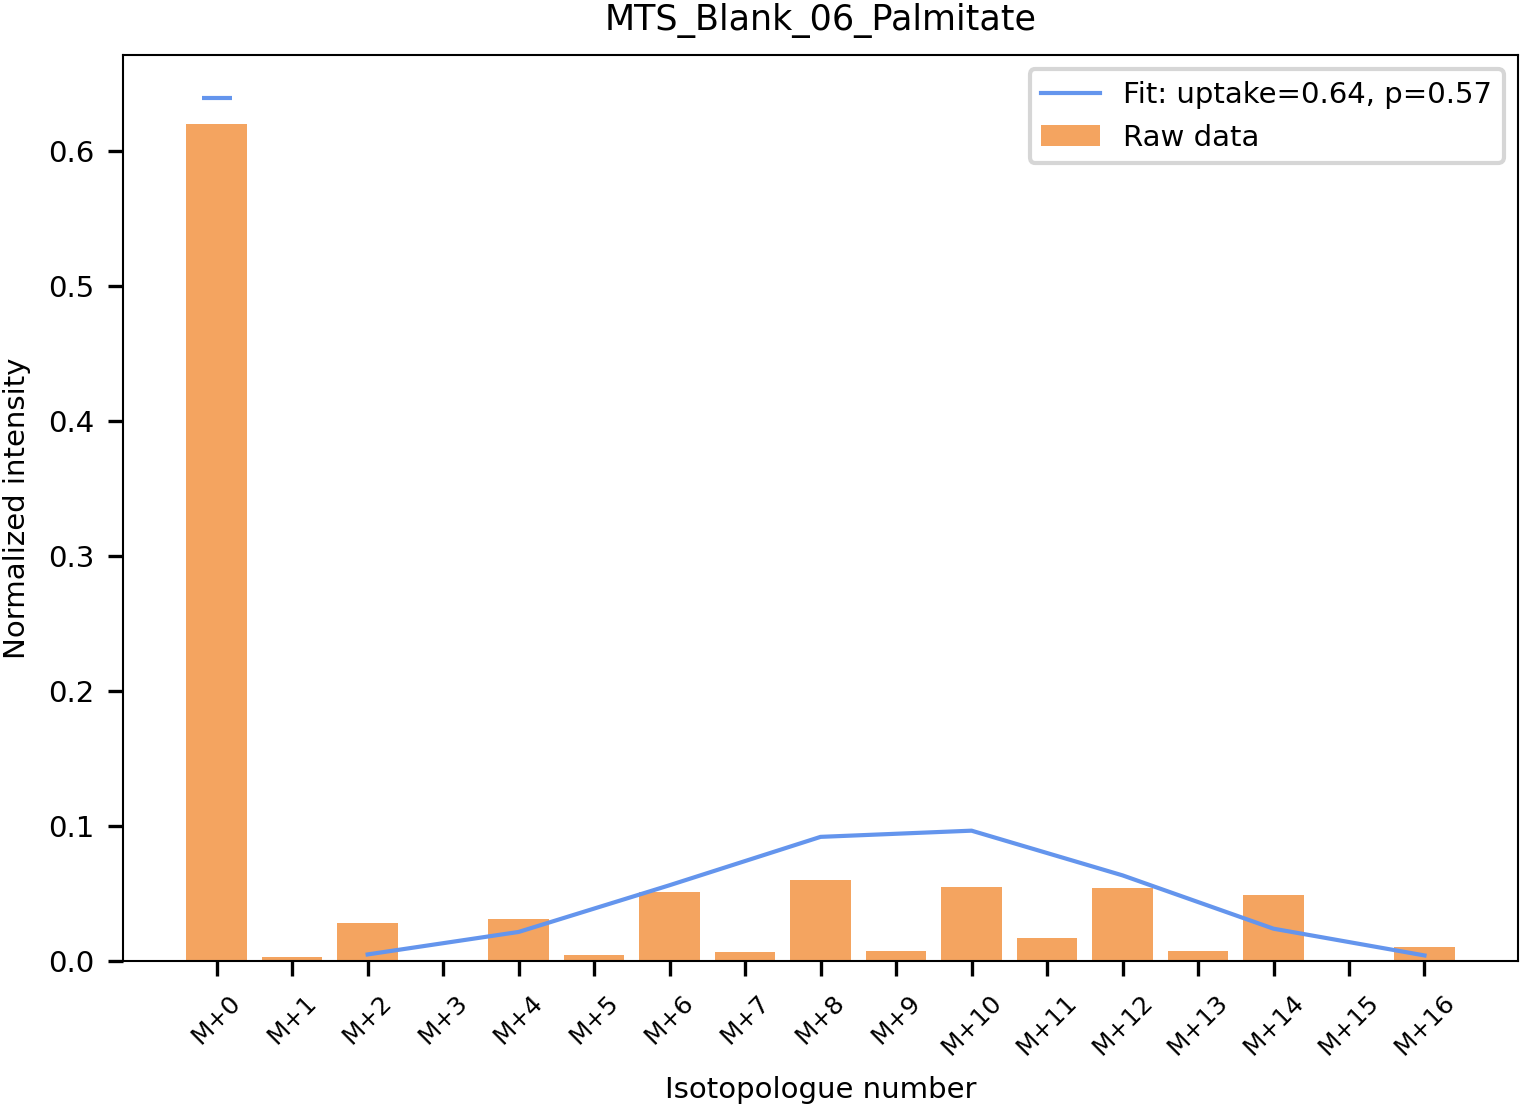 MTS_Blank_06_Palmitate
Fit: uptake=0.64, p=0.57
Raw data
Normalized intensity
0.6
0.5
0.4
0.3
0.2
0.1
0.0
M+0
M+1
M+2
M+3
M+4
M+5
M+6
M+7
M+8
M+9
M+10
M+11
M+12
M+13
M+14
M+15
M+16
Isotopologue number